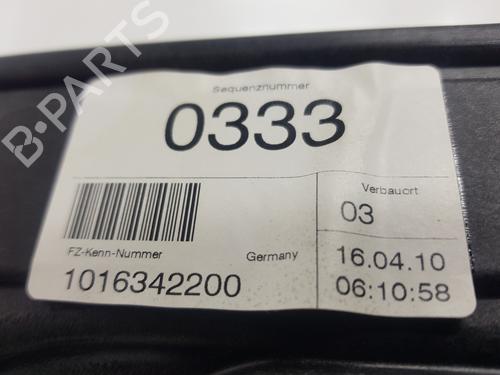 Sequenznummer
0333
FZ-Kenn-Nummer Germany
1016342200
Verbauort
03
16.04.10
06:10:58
B-PARTS